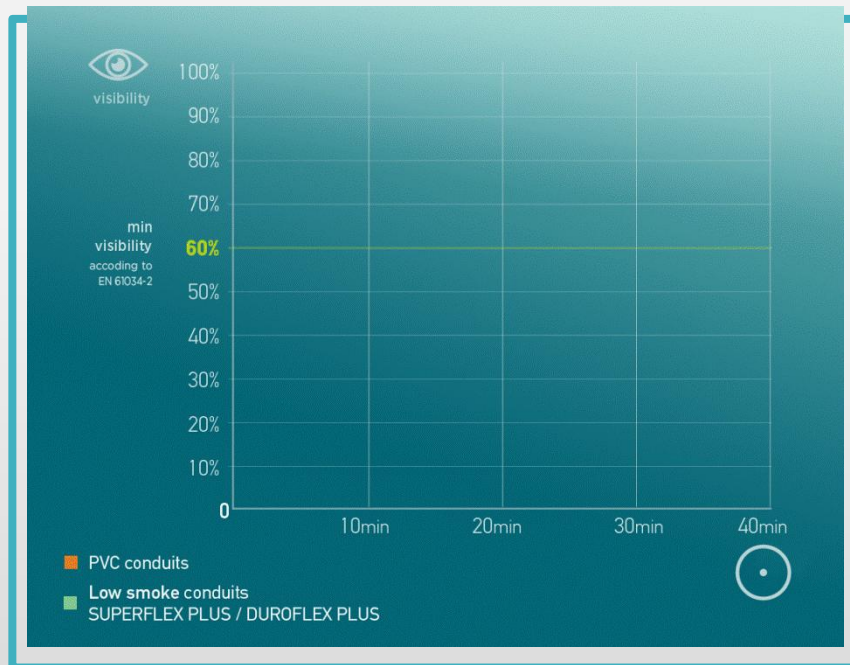 visibility
100%
90%
80%
70%
min
visibility
accoding to
EN 61034-2
60%
50%
40%
30%
20%
10%
0
10min
20min
30min
40min
PVC conduits
Low smoke conduits
SUPERFLEX PLUS / DUROFLEX PLUS